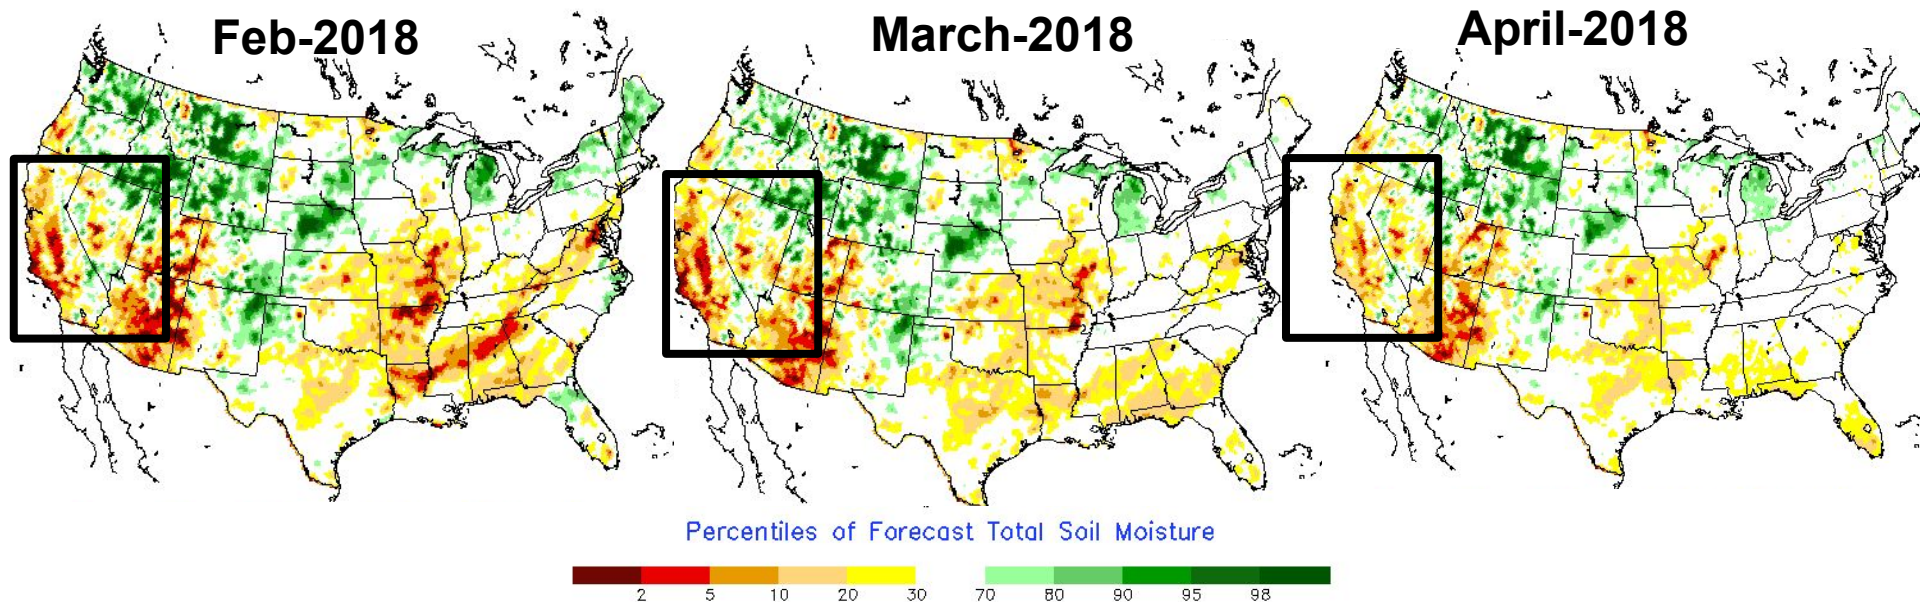 Feb-2018 March-2018 April-2018
Percentiles of Forecast Total Soil Moisture
2 5 10 20 30 70 80 90 95 98